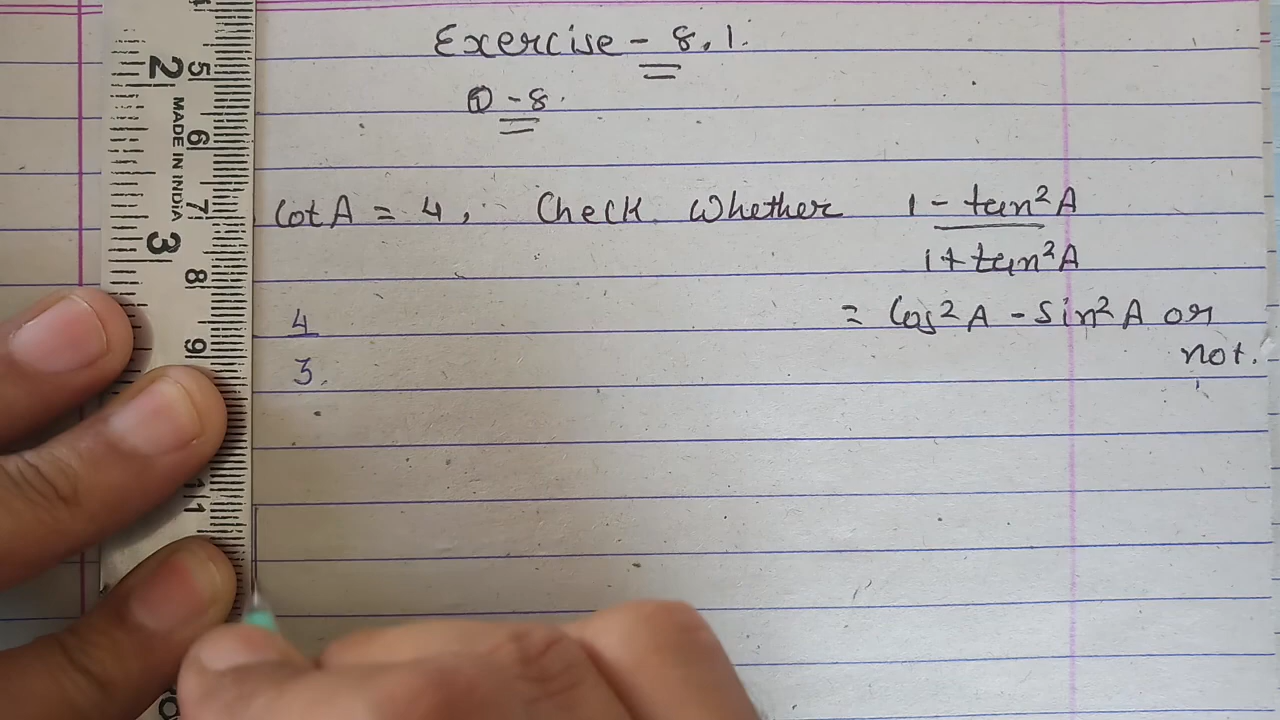 Exercise - 8.1.
Q - 8.
Cot A = 4, Check Whether 1 - tan²A
1 + tan²A
4
3.
= Cos²A - Sin²A or
not.
2 5
MADE IN INDIA
6
7
3
8
9
11